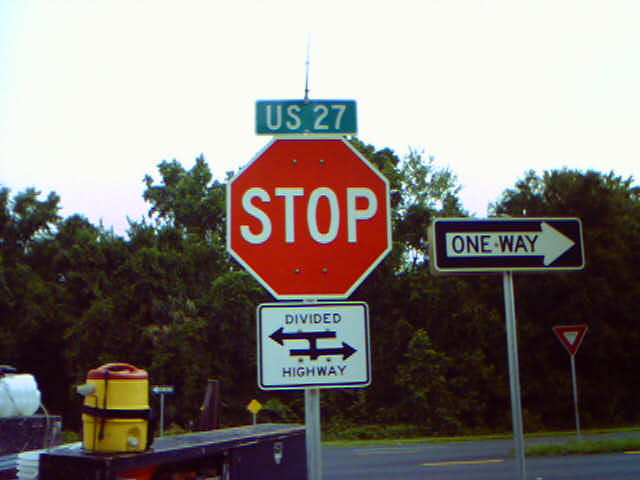 US 27
STOP
ONE WAY
DIVIDED
HIGHWAY